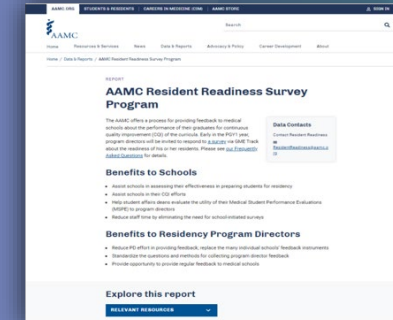 AAMC.ORG STUDENTS & RESIDENTS CAREERS IN MEDICINE (CIM) AAMC STORE SIGN IN
Search
AAMC
Home Resources & Services News Data & Reports Advocacy & Policy Career Development About
Home / Data & Reports / AAMC Resident Readiness Survey Program
REPORT
AAMC Resident Readiness Survey
Program
The AAMC offers a process for providing feedback to medical
schools about the performance of their graduates for continuous
quality improvement (CQI) of the curricula. Early in the PGY1 year,
program directors will be invited to respond to a survey via GME Track
about the readiness of his or her residents. Please see our Frequently
Asked Questions for details.
Data Contacts
Contact Resident Readiness
Benefits to Schools
Assist schools in assessing their effectiveness in preparing students for residency
Assist schools in their CQI efforts
Help student affairs deans evaluate the utility of their Medical Student Performance Evaluations
(MSPE) to program directors
Reduce staff time by eliminating the need for school-initiated surveys
Benefits to Residency Program Directors
Reduce PD effort in providing feedback, replace the many individual schools' feedback instruments
Standardize the questions and methods for collecting program director feedback
Provide opportunity to provide regular feedback to medical schools
Explore this report
RELEVANT RESOURCES